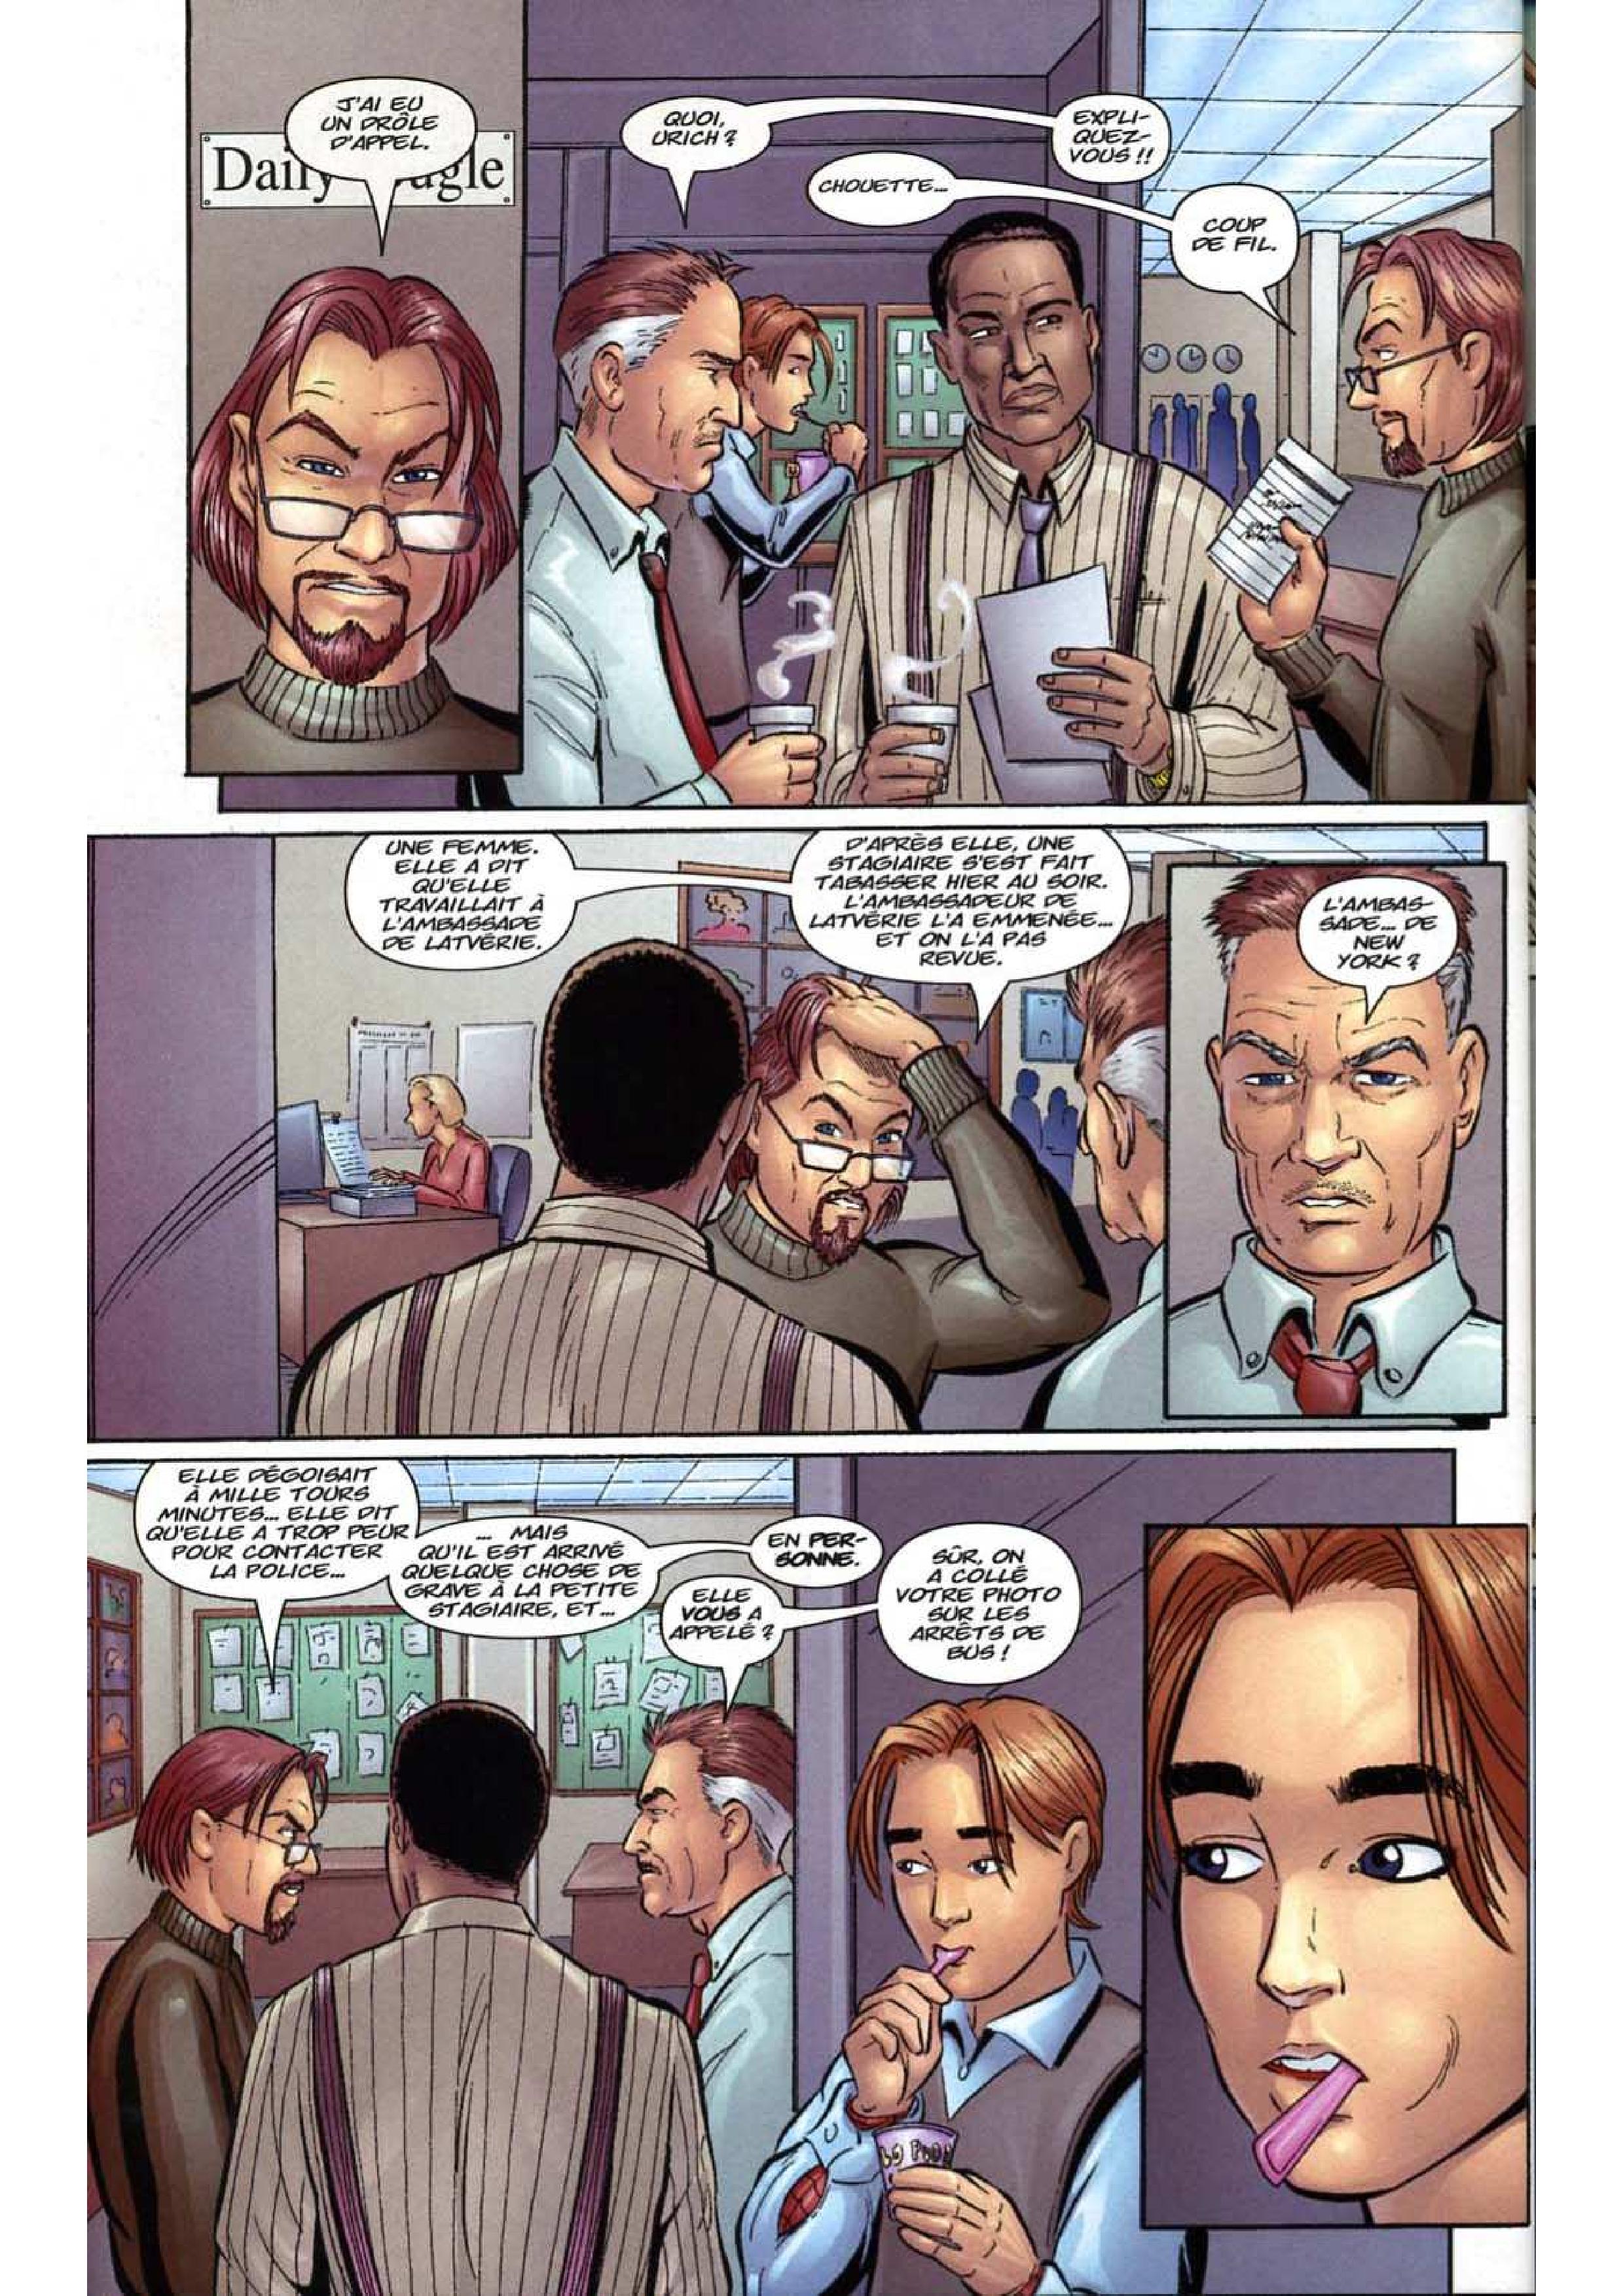 J'AI EU
UN DRÔLE
D'APPEL.
Daily ugle
QUOI,
URICH ?
EXPLI-
QUEZ-
VOUS !!
CHOUETTE...
COUP
DE FIL.
UNE FEMME.
ELLE A DIT
QU'ELLE
TRAVAILLAIT À
L'AMBASSADE
DE LATVÉRIE.
D'APRÈS ELLE, UNE
STAGIAIRE S'EST FAIT
TABASSER HIER AU SOIR.
L'AMBASSADEUR DE
LATVÉRIE L'A EMMENÉE...
ET ON L'A PAS
REVUE.
L'AMBAS-
SADE... DE
NEW
YORK ?
ELLE DÉGOISAIT
À MILLE TOURS
MINUTES... ELLE DIT
QU'ELLE A TROP PEUR
POUR CONTACTER
LA POLICE...
... MAIS
QU'IL EST ARRIVÉ
QUELQUE CHOSE DE
GRAVE À LA PETITE
STAGIAIRE, ET...
EN PER-
SONNE.
ELLE
VOUS A
APPELÉ ?
SÛR, ON
A COLLÉ
VOTRE PHOTO
SUR LES
ARRÊTS DE
BUS !